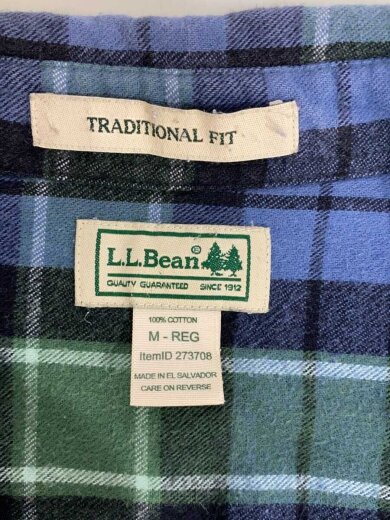 TRADITIONAL FIT
L.L.Bean®
QUALITY GUARANTEED SINCE 1912
100% COTTON
M - REG
ItemID 273708
MADE IN EL SALVADOR
CARE ON REVERSE